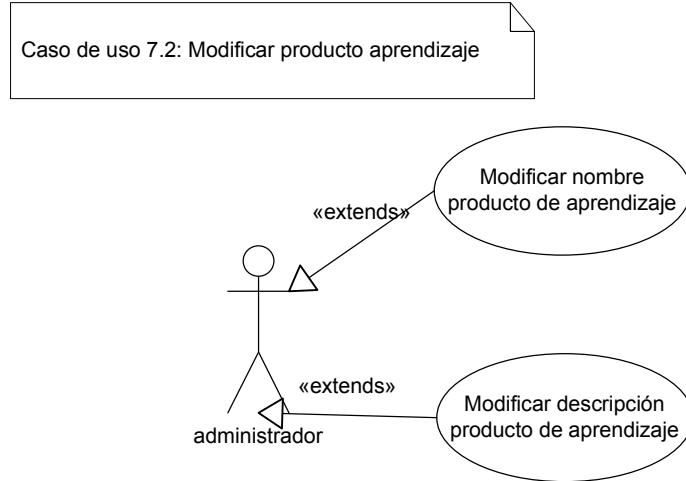 Caso de uso 7.2: Modificar producto aprendizaje
Modificar nombre
producto de aprendizaje
«extends»
«extends»
administrador
Modificar descripción
producto de aprendizaje